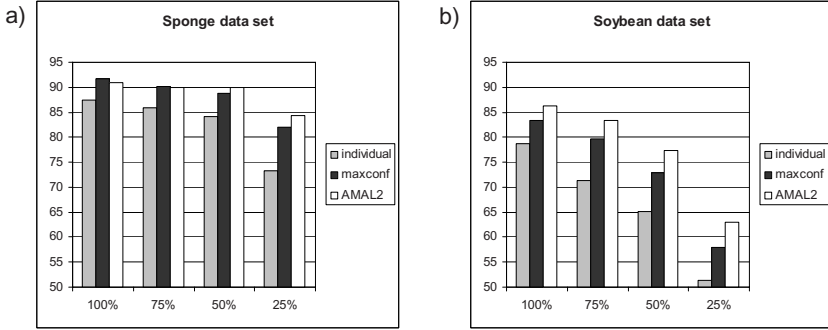 a)
Sponge data set
95
90
85
80
75
70
65
60
55
50
100% 75% 50% 25%
individual
maxconf
AMAL2
b)
Soybean data set
95
90
85
80
75
70
65
60
55
50
100% 75% 50% 25%
individual
maxconf
AMAL2